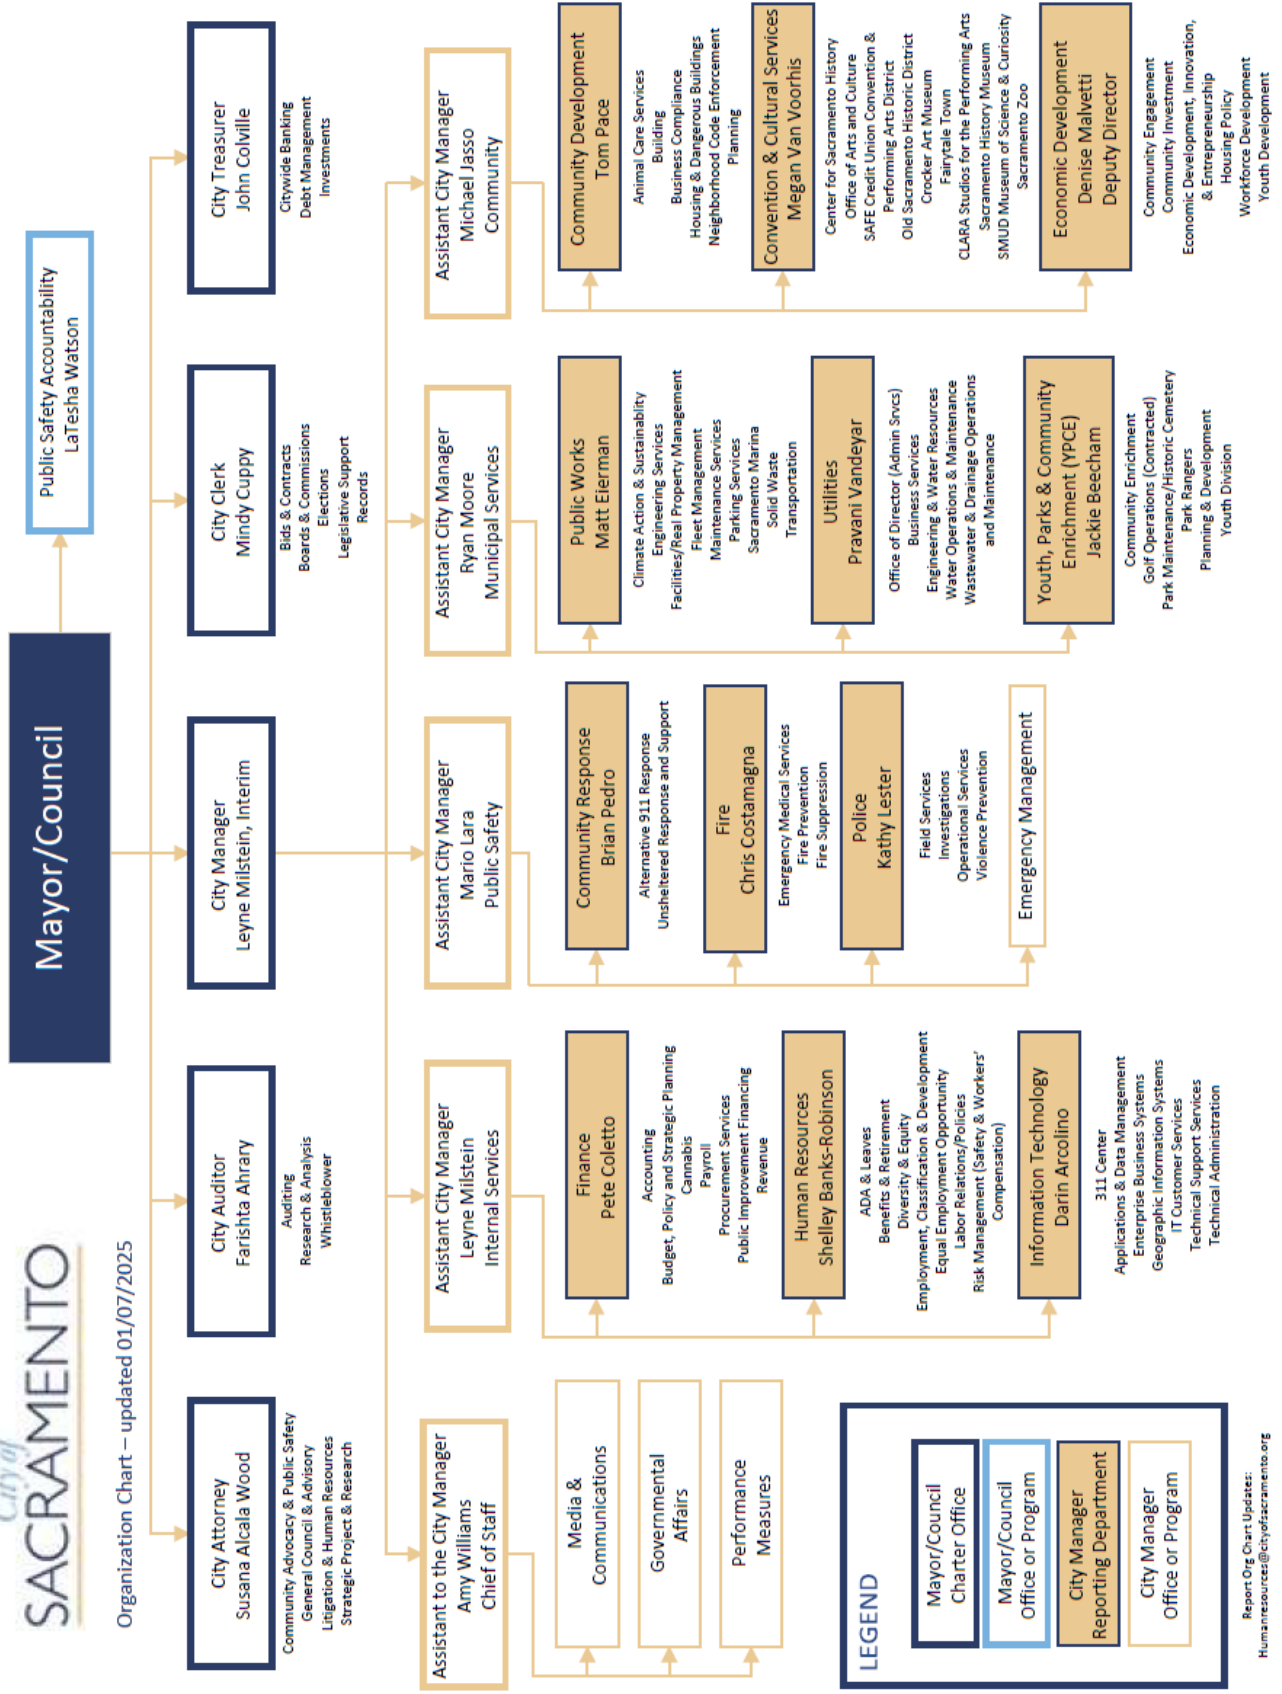 City of
SACRAMENTO
Organization Chart – updated 01/07/2025
Mayor/Council
Public Safety Accountability
LaTesha Watson
City Attorney
Susana Alcala Wood
Community Advocacy & Public Safety
General Council & Advisory
Litigation & Human Resources
Strategic Project & Research
City Auditor
Farishta Ahrary
Auditing
Research & Analysis
Whistleblower
City Manager
Leyne Milstein, Interim
City Clerk
Mindy Cuppy
Bids & Contracts
Boards & Commissions
Elections
Legislative Support
Records
City Treasurer
John Colville
Citywide Banking
Debt Management
Investments
Assistant to the City Manager
Amy Williams
Chief of Staff
Media &
Communications
Governmental
Affairs
Performance
Measures
Assistant City Manager
Leyne Milstein
Internal Services
Finance
Pete Coletto
Accounting
Budget, Policy and Strategic Planning
Cannabis
Payroll
Procurement Services
Public Improvement Financing
Revenue
Human Resources
Shelley Banks-Robinson
ADA & Leaves
Benefits & Retirement
Diversity & Equity
Employment, Classification & Development
Equal Employment Opportunity
Labor Relations/Policies
Risk Management (Safety & Workers'
Compensation)
Information Technology
Darin Arcolino
311 Center
Applications & Data Management
Enterprise Business Systems
Geographic Information Systems
IT Customer Services
Technical Support Services
Technical Administration
Assistant City Manager
Mario Lara
Public Safety
Community Response
Brian Pedro
Alternative 911 Response
Unsheltered Response and Support
Fire
Chris Costamagna
Emergency Medical Services
Fire Prevention
Fire Suppression
Police
Kathy Lester
Field Services
Investigations
Operational Services
Violence Prevention
Emergency Management
Assistant City Manager
Ryan Moore
Municipal Services
Public Works
Matt Eierman
Climate Action & Sustainablity
Engineering Services
Facilities/Real Property Management
Fleet Management
Maintenance Services
Parking Services
Sacramento Marina
Solid Waste
Transportation
Utilities
Pravani Vandeyar
Office of Director (Admin Srvcs)
Business Services
Engineering & Water Resources
Water Operations & Maintenance
Wastewater & Drainage Operations
and Maintenance
Youth, Parks & Community
Enrichment (YPCE)
Jackie Beecham
Community Enrichment
Golf Operations (Contracted)
Park Maintenance/Historic Cemetery
Park Rangers
Planning & Development
Youth Division
Assistant City Manager
Michael Jasso
Community
Community Development
Tom Pace
Animal Care Services
Building
Business Compliance
Housing & Dangerous Buildings
Neighborhood Code Enforcement
Planning
Convention & Cultural Services
Megan Van Voorhis
Center for Sacramento History
Office of Arts and Culture
SAFE Credit Union Convention &
Performing Arts District
Old Sacramento Historic District
Crocker Art Museum
Fairytale Town
CLARA Studios for the Performing Arts
Sacramento History Museum
SMUD Museum of Science & Curiosity
Sacramento Zoo
Economic Development
Denise Malvetti
Deputy Director
Community Engagement
Community Investment
Economic Development, Innovation,
& Entrepreneurship
Housing Policy
Workforce Development
Youth Development
LEGEND
Mayor/Council
Charter Office
Mayor/Council
Office or Program
City Manager
Reporting Department
City Manager
Office or Program
Report Org Chart Updates:
Humanresources@cityofsacramento.org